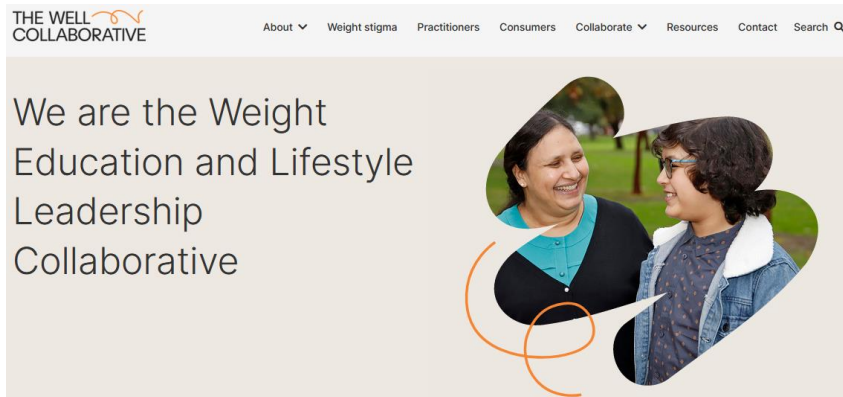 THE WELL
COLLABORATIVE
About Weight stigma Practitioners Consumers Collaborate Resources Contact Search
We are the Weight
Education and Lifestyle
Leadership
Collaborative